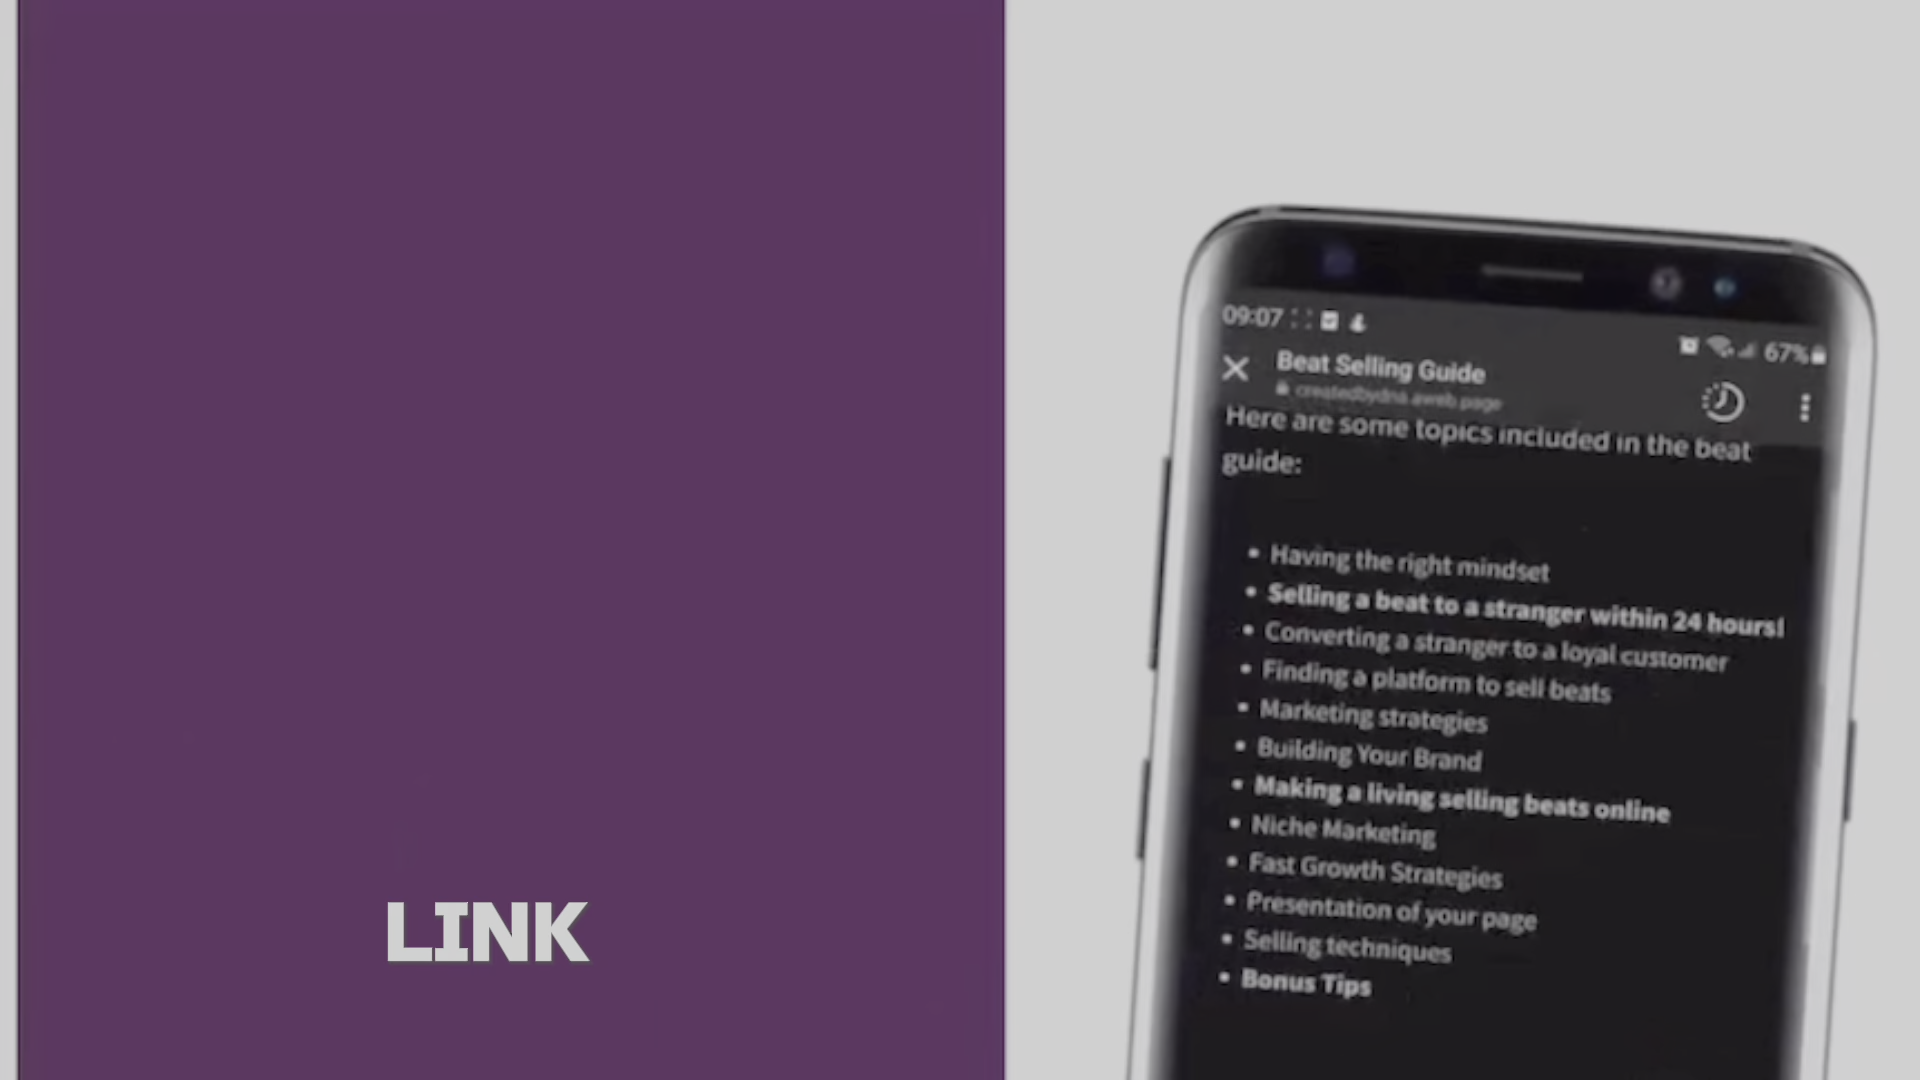 LINK
09:07
67%
Beat Selling Guide
createdbydna.aweb.page
Here are some topics included in the beat
guide:
• Having the right mindset
• Selling a beat to a stranger within 24 hours!
• Converting a stranger to a loyal customer
• Finding a platform to sell beats
• Marketing strategies
• Building Your Brand
• Making a living selling beats online
• Niche Marketing
• Fast Growth Strategies
• Presentation of your page
• Selling techniques
• Bonus Tips